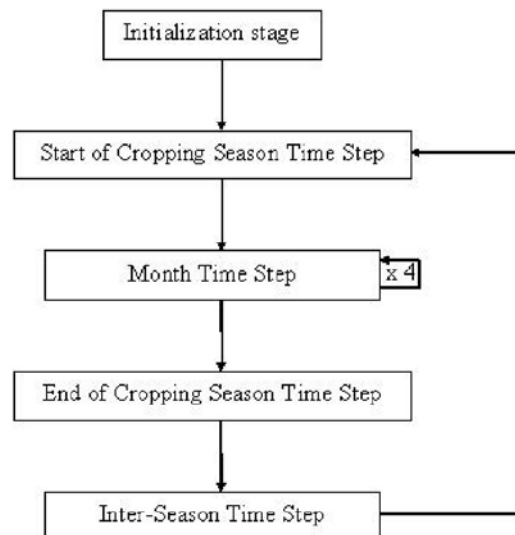 Initialization stage
Start of Cropping Season Time Step
Month Time Step
x 4
End of Cropping Season Time Step
Inter-Season Time Step